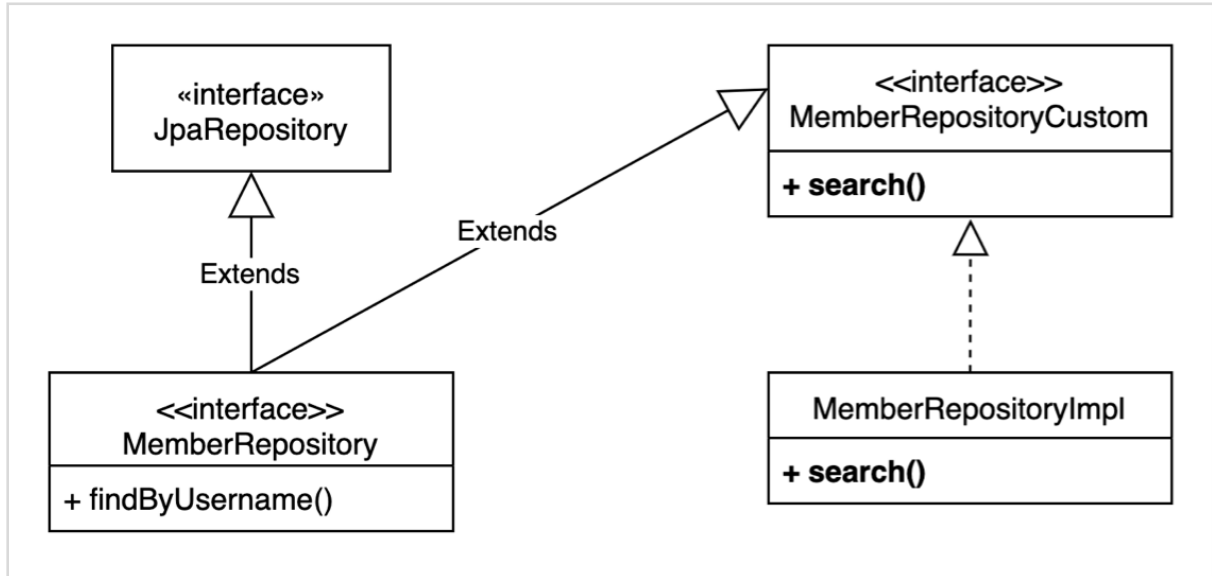 «interface»
JpaRepository
<<interface>>
MemberRepositoryCustom
+ search()
Extends
Extends
<<interface>>
MemberRepository
+ findByUsername()
MemberRepositoryImpl
+ search()